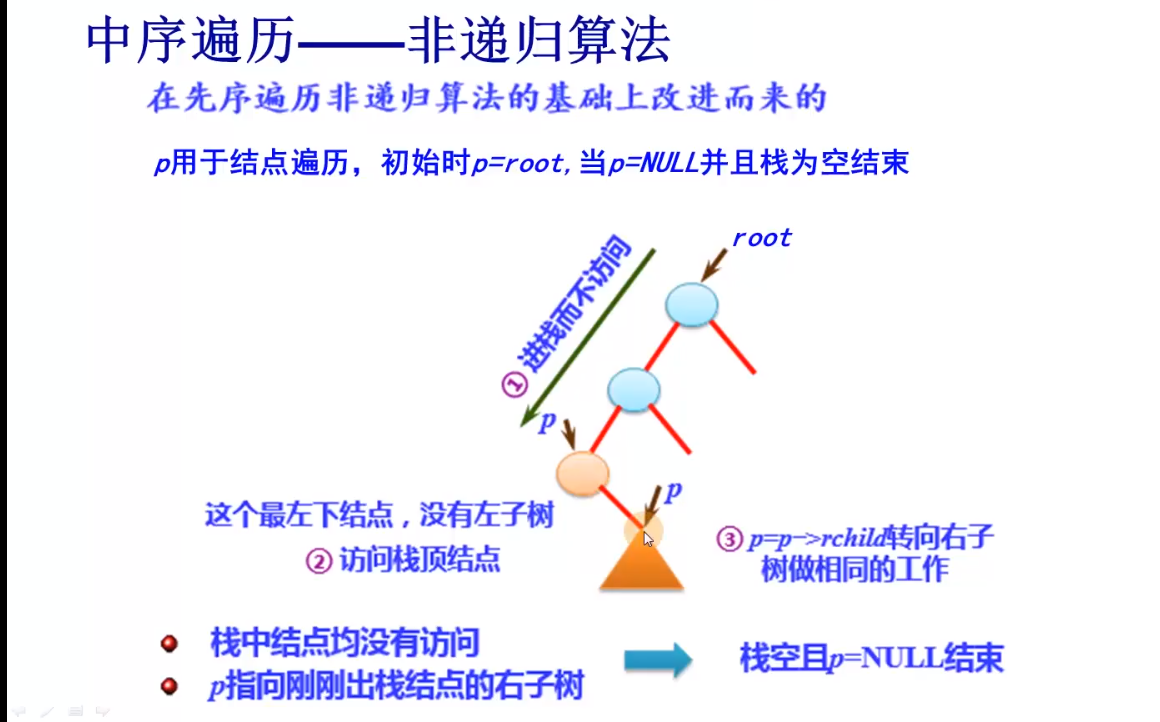 中序遍历——非递归算法
在先序遍历非递归算法的基础上改进而来的
p用于结点遍历，初始时p=root,当p=NULL并且栈为空结束
root
① 进栈而不访问
p
p
这个最左下结点，没有左子树
② 访问栈顶结点
③ p=p->rchild转向右子
树做相同的工作
栈中结点均没有访问
p指向刚刚出栈结点的右子树
栈空且p=NULL结束